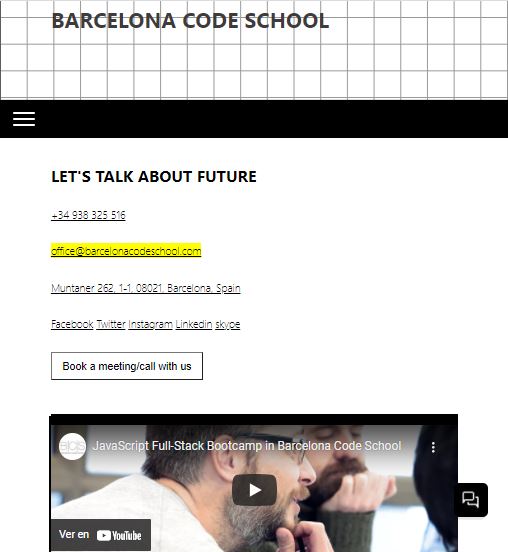 BARCELONA CODE SCHOOL
LET'S TALK ABOUT FUTURE
+34 938 325 516
office@barcelonacodeschool.com
Muntaner 262, 1-1, 08021, Barcelona, Spain
Facebook Twitter Instagram Linkedin skype
Book a meeting/call with us
JavaScript Full-Stack Bootcamp in Barcelona Code School
Ver en YouTube